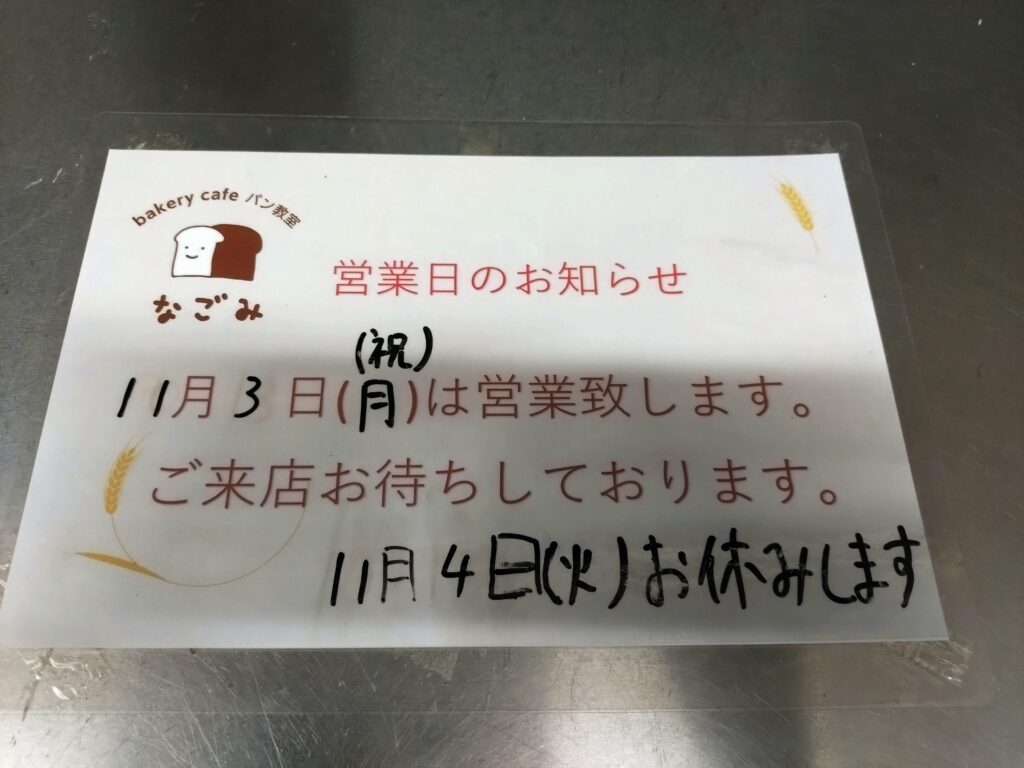 bakery cafe パン教室
なごみ
営業日のお知らせ
(祝)
11月3日(月)は営業致します。
ご来店お待ちしております。
11月4日(火)お休みします